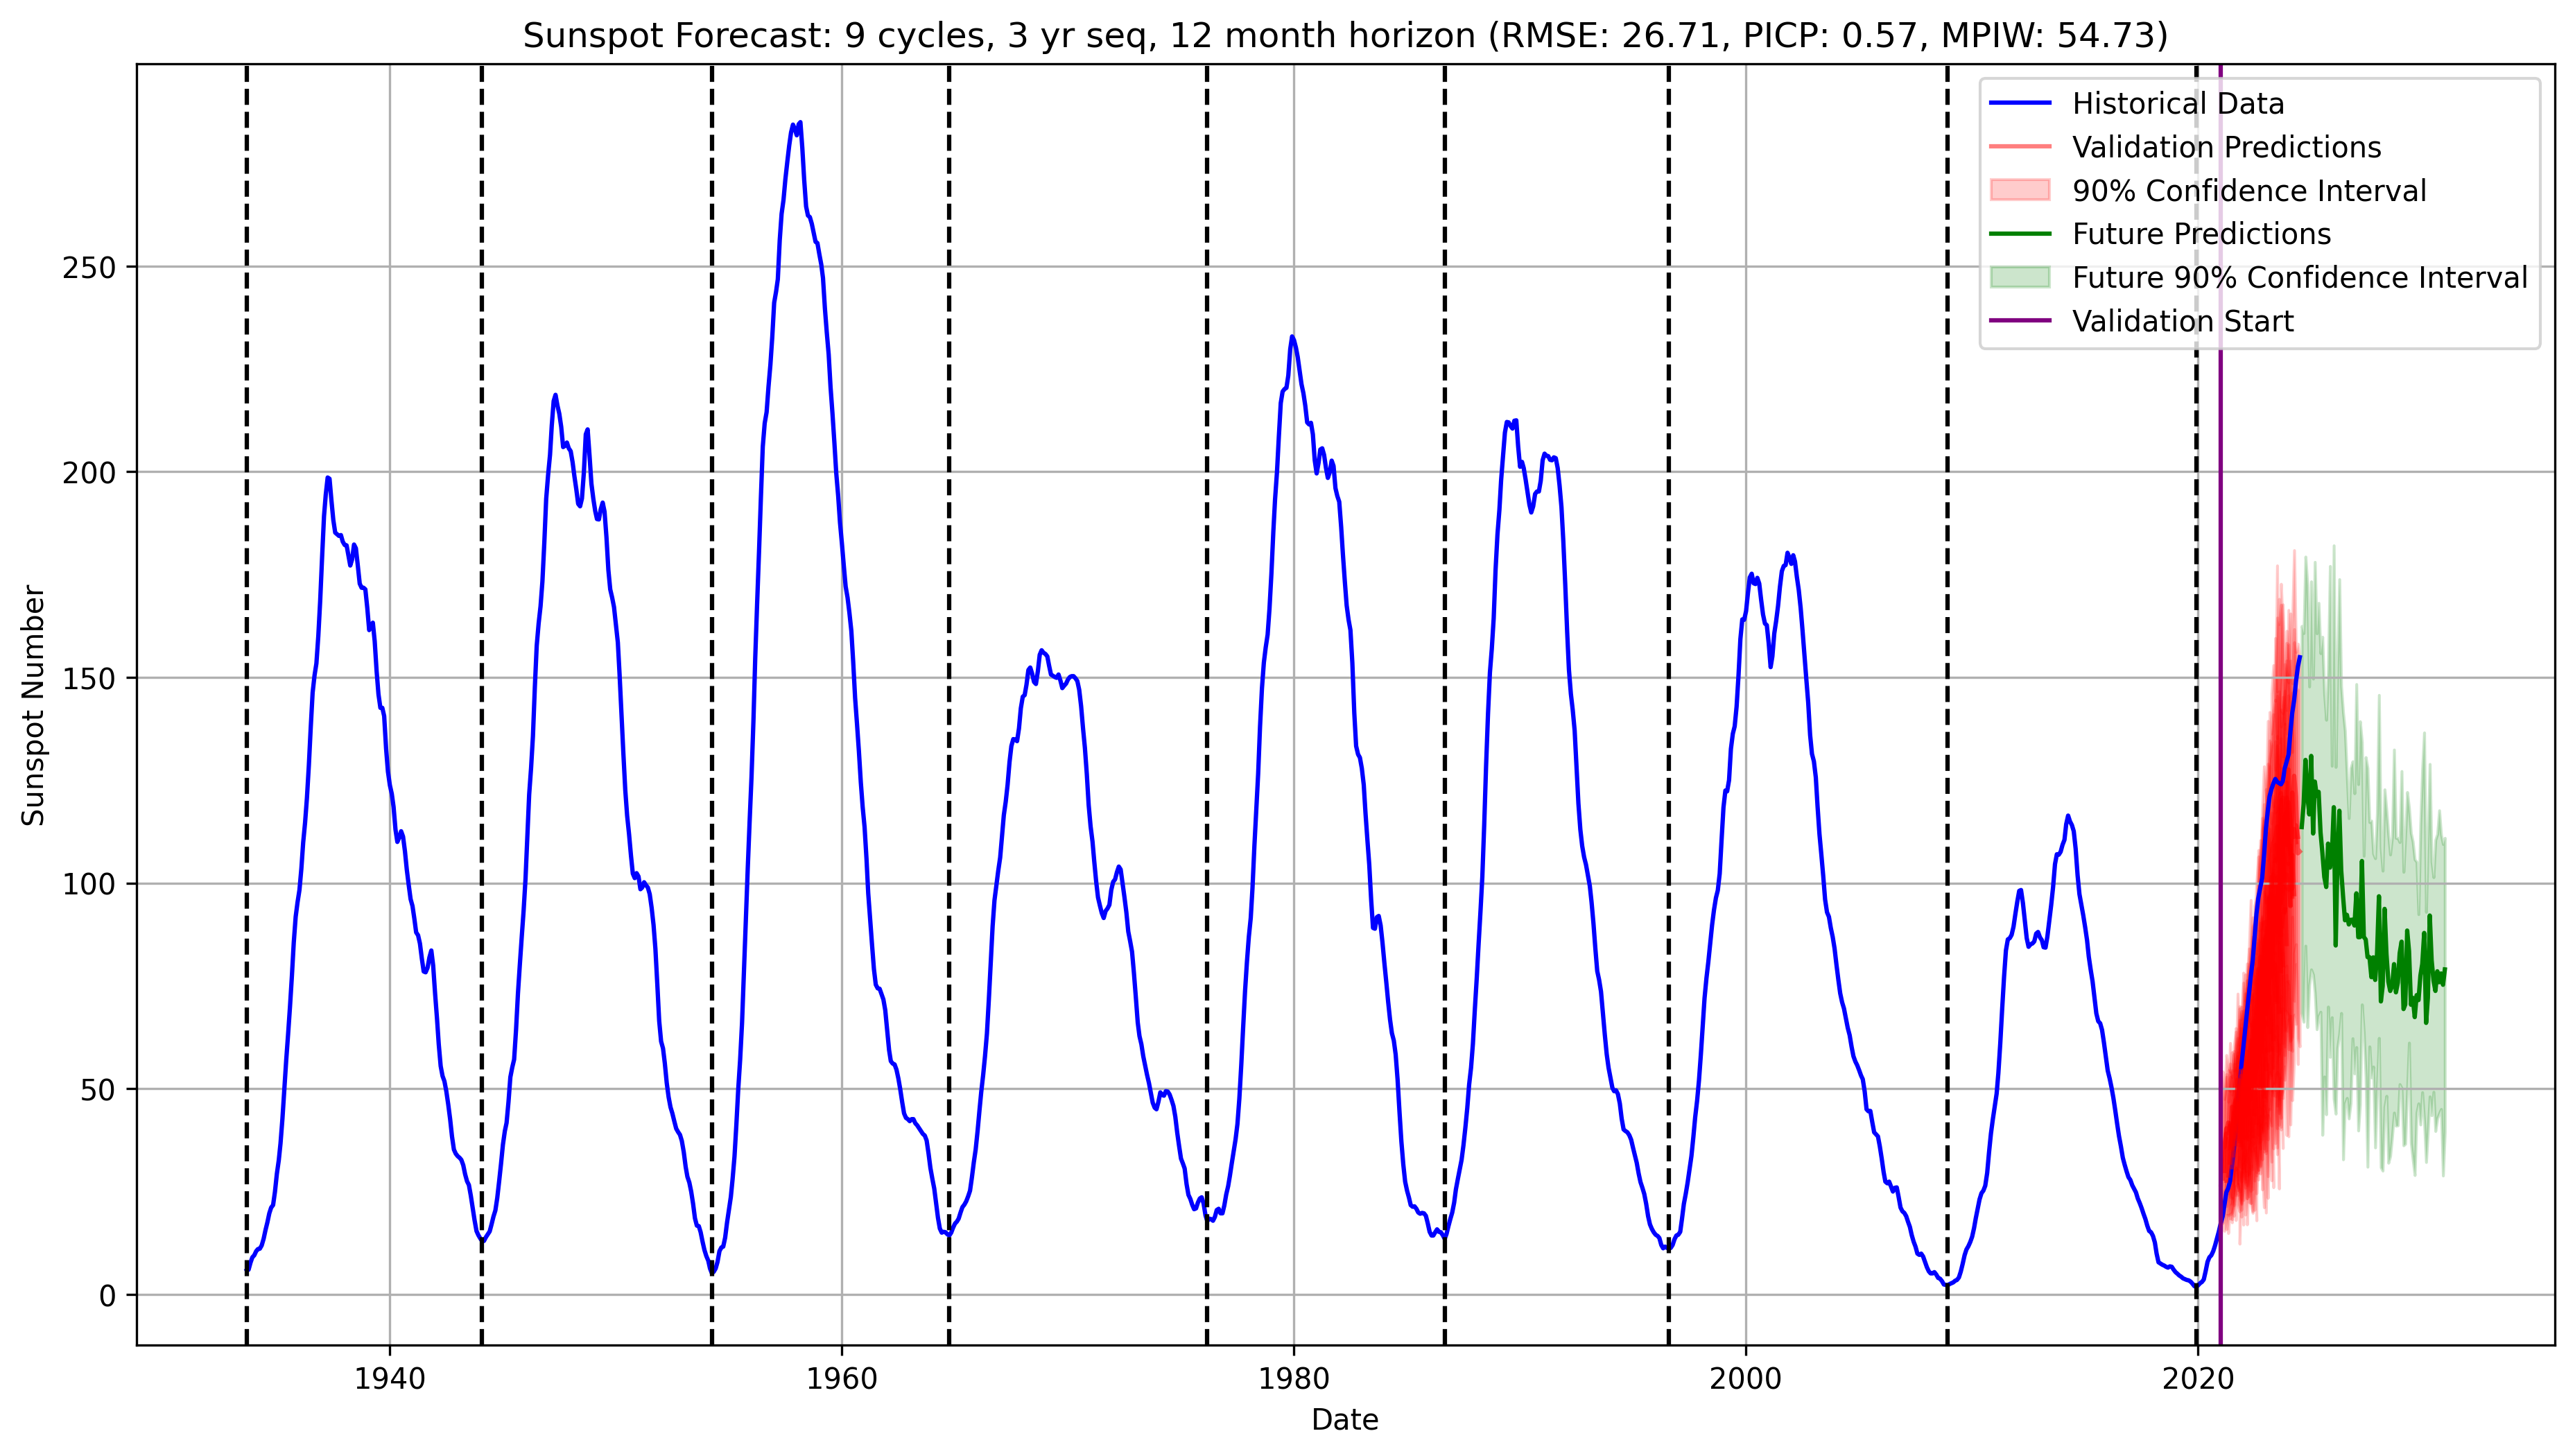 Sunspot Forecast: 9 cycles, 3 yr seq, 12 month horizon (RMSE: 26.71, PICP: 0.57, MPIW: 54.73)
Historical Data
Validation Predictions
90% Confidence Interval
Future Predictions
Future 90% Confidence Interval
Validation Start
Sunspot Number
250
200
150
100
50
0
1940
1960
1980
2000
2020
Date